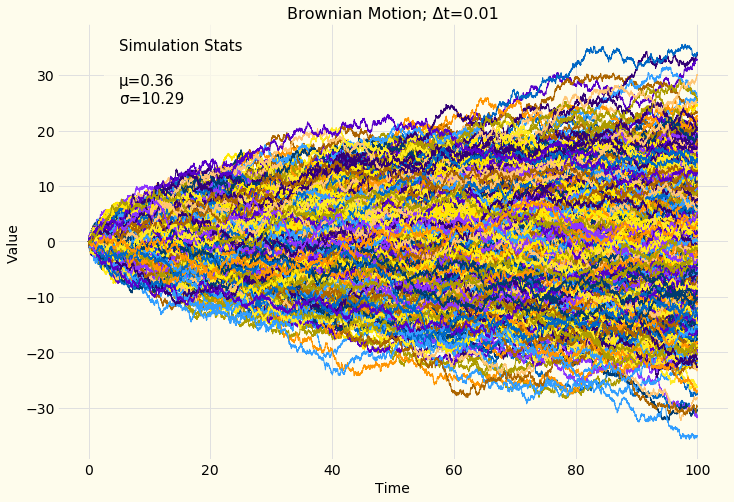 Brownian Motion; Δt=0.01
Simulation Stats
μ=0.36
σ=10.29
Value
30
20
10
0
−10
−20
−30
0
20
40
60
80
100
Time